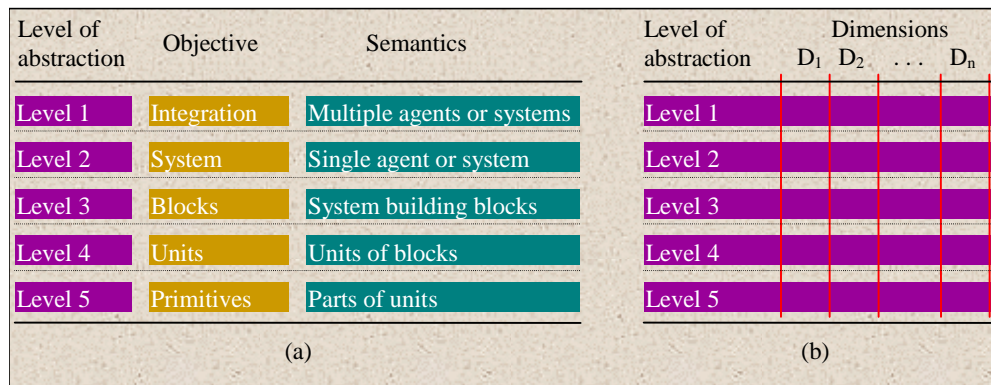 Level of abstraction Objective Semantics
Level 1 Integration Multiple agents or systems
Level 2 System Single agent or system
Level 3 Blocks System building blocks
Level 4 Units Units of blocks
Level 5 Primitives Parts of units
(a)
Level of abstraction Dimensions
D1 D2 . . . Dn
Level 1
Level 2
Level 3
Level 4
Level 5
(b)